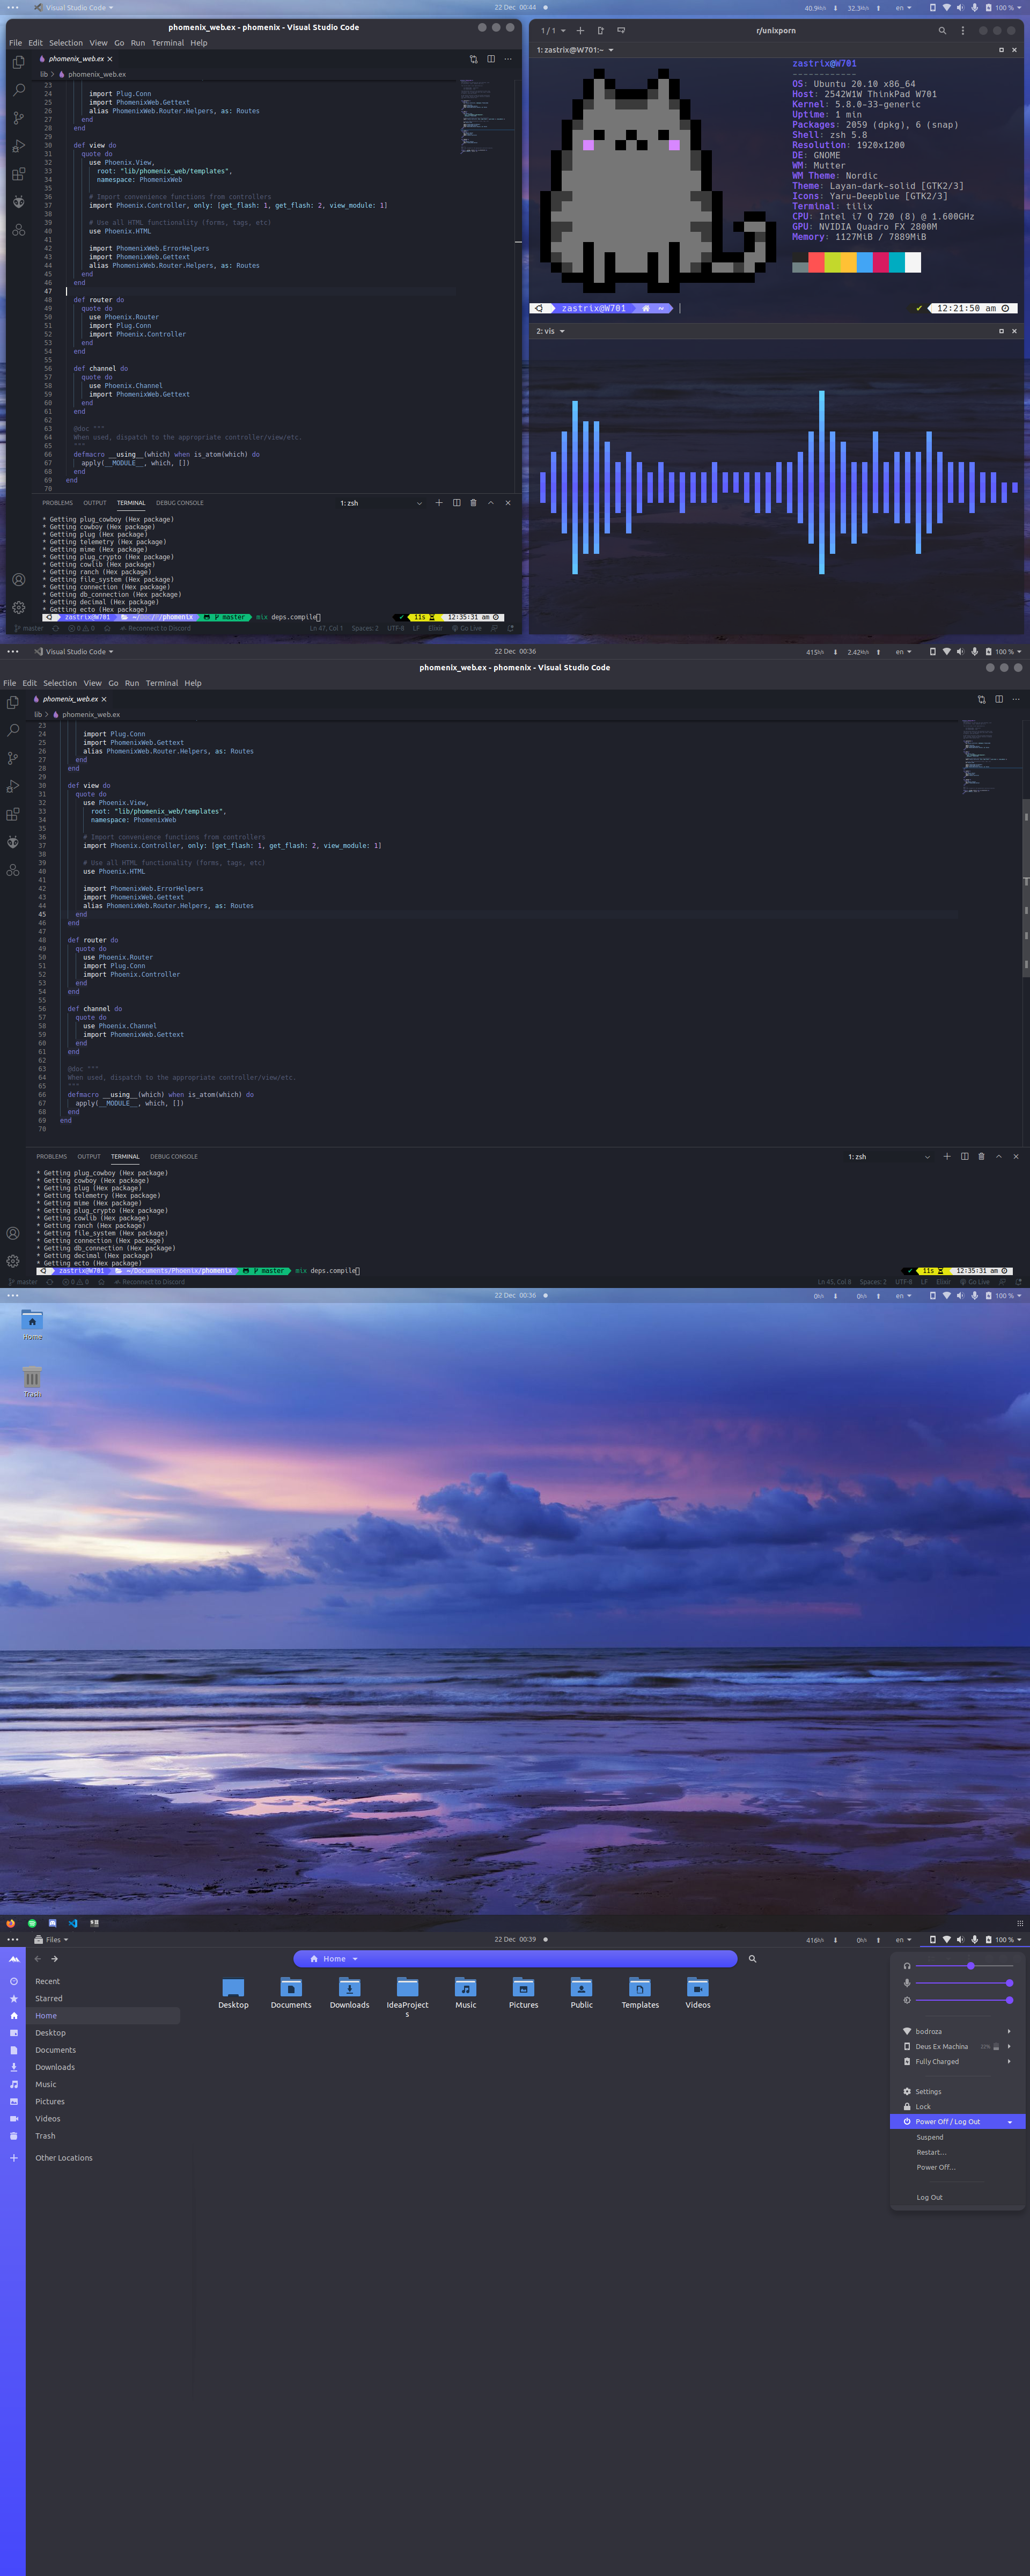 22 Dec 00:44
en
100 %
phomenix_web.ex - phomenix - Visual Studio Code
File Edit Selection View Go Run Terminal Help
phomenix_web.ex
lib > phomenix_web.ex
23
24 import Plug.Conn
25 import PhomenixWeb.Gettext
26 alias PhomenixWeb.Router.Helpers, as: Routes
27 end
28 end
29
30 def view do
31 quote do
32 use Phoenix.View,
33 root: "lib/phomenix_web/templates",
34 namespace: PhomenixWeb
35
36 # Import convenience functions from controllers
37 import Phoenix.Controller, only: [get_flash: 1, get_flash: 2, view_module: 1]
38
39 # Use all HTML functionality (forms, tags, etc)
40 use Phoenix.HTML
41
42 import PhomenixWeb.ErrorHelpers
43 import PhomenixWeb.Gettext
44 alias PhomenixWeb.Router.Helpers, as: Routes
45 end
46 end
47
48 def router do
49 quote do
50 use Phoenix.Router
51 import Plug.Conn
52 import Phoenix.Controller
53 end
54 end
55
56 def channel do
57 quote do
58 use Phoenix.Channel
59 import PhomenixWeb.Gettext
60 end
61 end
62
63 @doc """
64 When used, dispatch to the appropriate controller/view/etc.
65 """
66 defmacro __using__(which) when is_atom(which) do
67 apply(__MODULE__, which, [])
68 end
69 end
70
PROBLEMS OUTPUT TERMINAL DEBUG CONSOLE 1: zsh
* Getting plug_cowboy (Hex package)
* Getting cowboy (Hex package)
* Getting plug (Hex package)
* Getting telemetry (Hex package)
* Getting mime (Hex package)
* Getting plug_crypto (Hex package)
* Getting cowlib (Hex package)
* Getting ranch (Hex package)
* Getting file_system (Hex package)
* Getting connection (Hex package)
* Getting db_connection (Hex package)
* Getting decimal (Hex package)
* Getting ecto (Hex package)
zastrix@W701 master mix deps.compile 11s 12:35:31 am
master 0 0 Reconnect to Discord Ln 47, Col 1 Spaces: 2 UTF-8 LF Elixir Go Live
1 / 1 r/unixporn
1: zastrix@W701:~
zastrix@W701
------------
OS: Ubuntu 20.10 x86_64
Host: 2542W1W ThinkPad W701
Kernel: 5.8.0-33-generic
Uptime: 1 min
Packages: 2059 (dpkg), 6 (snap)
Shell: zsh 5.8
Resolution: 1920x1200
DE: GNOME
WM: Mutter
WM Theme: Nordic
Theme: Layan-dark-solid [GTK2/3]
Icons: Yaru-Deepblue [GTK2/3]
Terminal: tilix
CPU: Intel i7 Q 720 (8) @ 1.600GHz
GPU: NVIDIA Quadro FX 2800M
Memory: 1127MiB / 7889MiB
zastrix@W701 ~ 12:21:50 am
2: vis
Visual Studio Code 22 Dec 00:36 en 100 %
phomenix_web.ex - phomenix - Visual Studio Code
File Edit Selection View Go Run Terminal Help
phomenix_web.ex
lib > phomenix_web.ex
23
24 import Plug.Conn
25 import PhomenixWeb.Gettext
26 alias PhomenixWeb.Router.Helpers, as: Routes
27 end
28 end
29
30 def view do
31 quote do
32 use Phoenix.View,
33 root: "lib/phomenix_web/templates",
34 namespace: PhomenixWeb
35
36 # Import convenience functions from controllers
37 import Phoenix.Controller, only: [get_flash: 1, get_flash: 2, view_module: 1]
38
39 # Use all HTML functionality (forms, tags, etc)
40 use Phoenix.HTML
41
42 import PhomenixWeb.ErrorHelpers
43 import PhomenixWeb.Gettext
44 alias PhomenixWeb.Router.Helpers, as: Routes
45 end
46 end
47
48 def router do
49 quote do
50 use Phoenix.Router
51 import Plug.Conn
52 import Phoenix.Controller
53 end
54 end
55
56 def channel do
57 quote do
58 use Phoenix.Channel
59 import PhomenixWeb.Gettext
60 end
61 end
62
63 @doc """
64 When used, dispatch to the appropriate controller/view/etc.
65 """
66 defmacro __using__(which) when is_atom(which) do
67 apply(__MODULE__, which, [])
68 end
69 end
70
PROBLEMS OUTPUT TERMINAL DEBUG CONSOLE 1: zsh
* Getting plug_cowboy (Hex package)
* Getting cowboy (Hex package)
* Getting plug (Hex package)
* Getting telemetry (Hex package)
* Getting mime (Hex package)
* Getting plug_crypto (Hex package)
* Getting cowlib (Hex package)
* Getting ranch (Hex package)
* Getting file_system (Hex package)
* Getting connection (Hex package)
* Getting db_connection (Hex package)
* Getting decimal (Hex package)
* Getting ecto (Hex package)
zastrix@W701 ~/Documents/Phoenix/phomenix master mix deps.compile 11s 12:35:31 am
master 0 0 Reconnect to Discord Ln 45, Col 8 Spaces: 2 UTF-8 LF Elixir Go Live
22 Dec 00:36 en 100 %
Home
Trash
Files 22 Dec 00:39 en 100 %
Home
Recent
Starred
Home
Desktop
Documents
Downloads
Music
Pictures
Videos
Trash
Other Locations
Desktop Documents Downloads IdeaProjects Music Pictures Public Templates Videos
bodroza
Deus Ex Machina
Fully Charged
Settings
Lock
Power Off / Log Out
Suspend
Restart...
Power Off...
Log Out